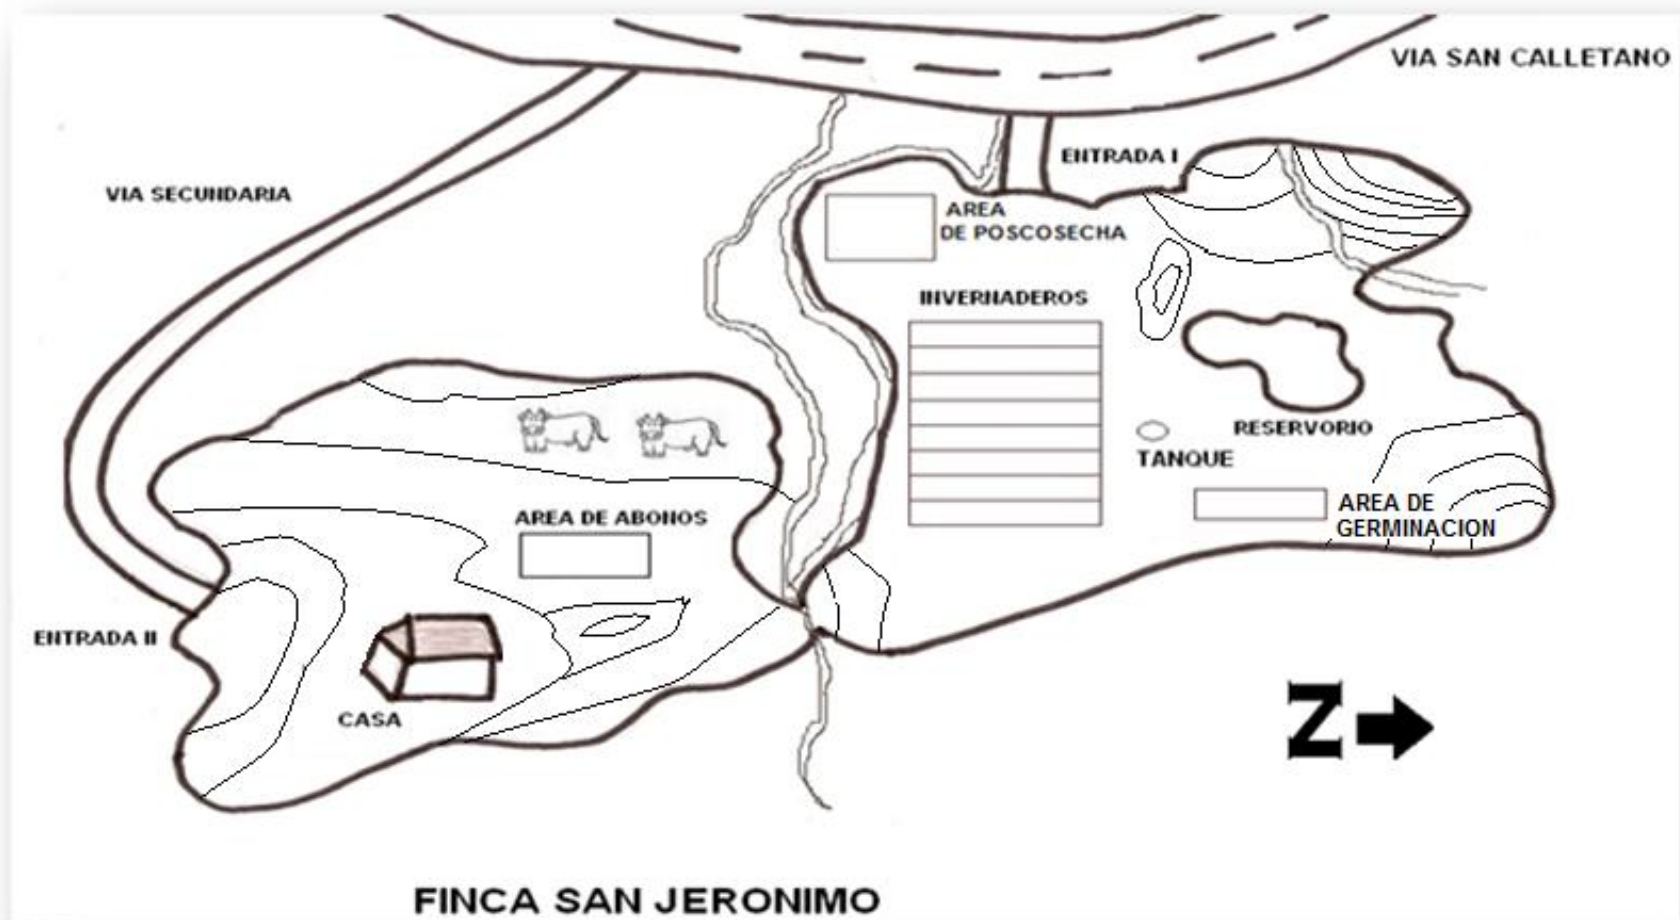 VIA SAN CALLETANO
ENTRADA I
VIA SECUNDARIA
AREA
DE POSCOSECHA
INVERNADEROS
RESERVORIO
TANQUE
AREA DE
GERMINACION
AREA DE ABONOS
ENTRADA II
CASA
N
FINCA SAN JERONIMO